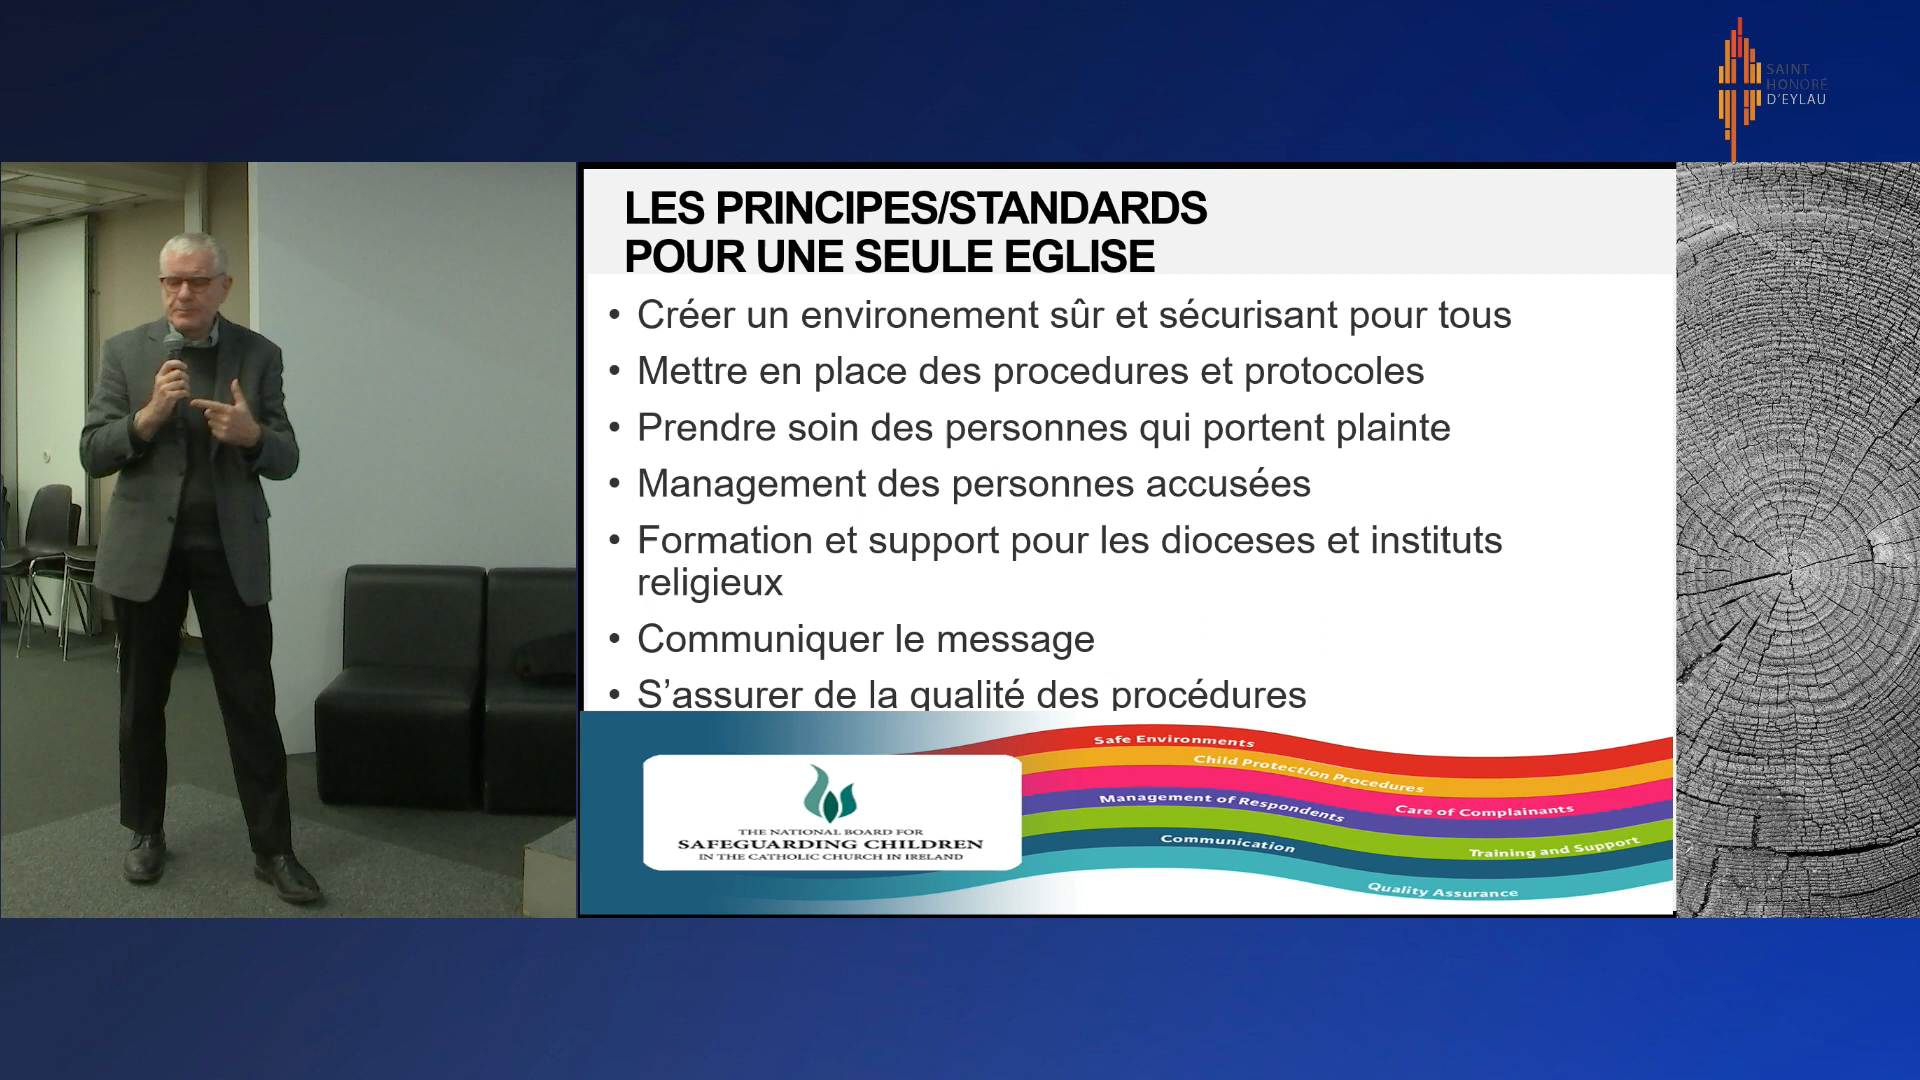 SAINT
HONORÉ
D'EYLAU
LES PRINCIPES/STANDARDS
POUR UNE SEULE EGLISE
• Créer un environement sûr et sécurisant pour tous
• Mettre en place des procedures et protocoles
• Prendre soin des personnes qui portent plainte
• Management des personnes accusées
• Formation et support pour les dioceses et instituts
religieux
• Communiquer le message
• S’assurer de la qualité des procédures
Safe Environments
Child Protection Procedures
Management of Respondents
Care of Complainants
Communication
Training and Support
Quality Assurance
THE NATIONAL BOARD FOR
SAFEGUARDING CHILDREN
IN THE CATHOLIC CHURCH IN IRELAND